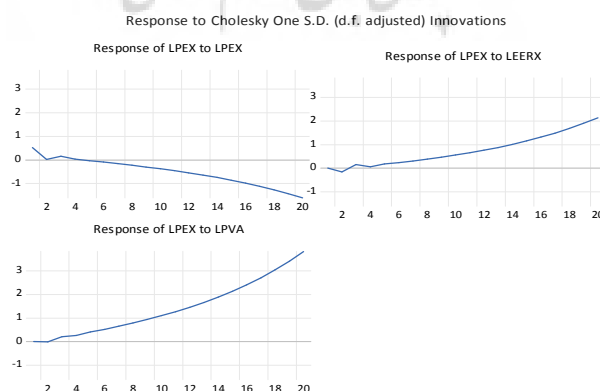 Response to Cholesky One S.D. (d.f. adjusted) Innovations
Response of LPEX to LPEX
3
2
1
0
-1
2 4 6 8 10 12 14 16 18 20
Response of LPEX to LEERX
3
2
1
0
-1
2 4 6 8 10 12 14 16 18 20
Response of LPEX to LPVA
3
2
1
0
-1
2 4 6 8 10 12 14 16 18 20